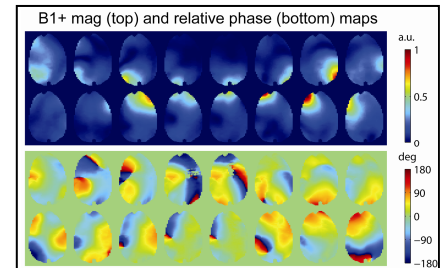 B1+ mag (top) and relative phase (bottom) maps
a.u.
1
0.5
0
deg
180
90
0
-90
-180